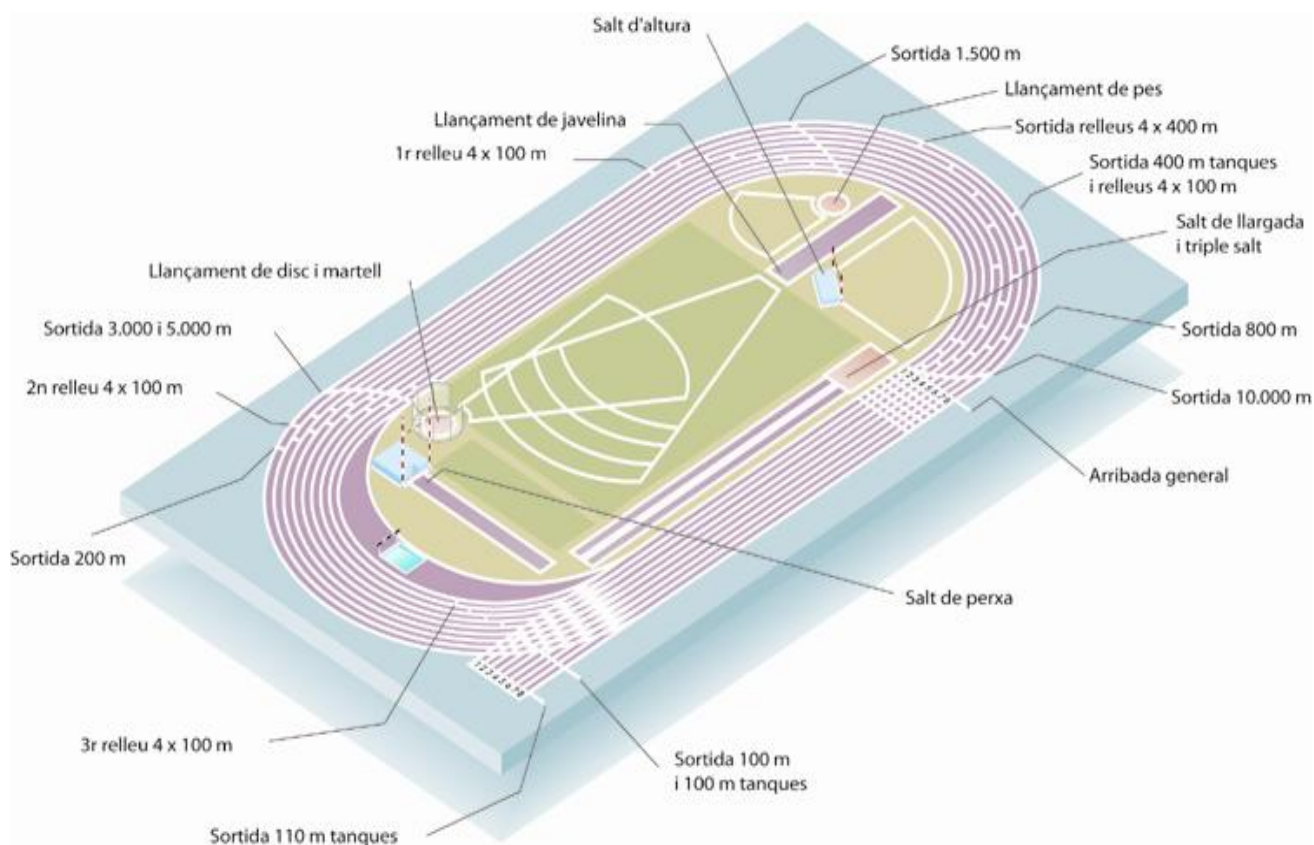 Salt d'altura
Sortida 1.500 m
Llançament de pes
Llançament de javelina
Sortida relleus 4 x 400 m
1r relleu 4 x 100 m
Sortida 400 m tanques
i relleus 4 x 100 m
Salt de llargada
i triple salt
Llançament de disc i martell
Sortida 3.000 i 5.000 m
Sortida 800 m
2n relleu 4 x 100 m
Sortida 10.000 m
12345678
Arribada general
Sortida 200 m
Salt de perxa
12345678
3r relleu 4 x 100 m
Sortida 100 m
i 100 m tanques
Sortida 110 m tanques